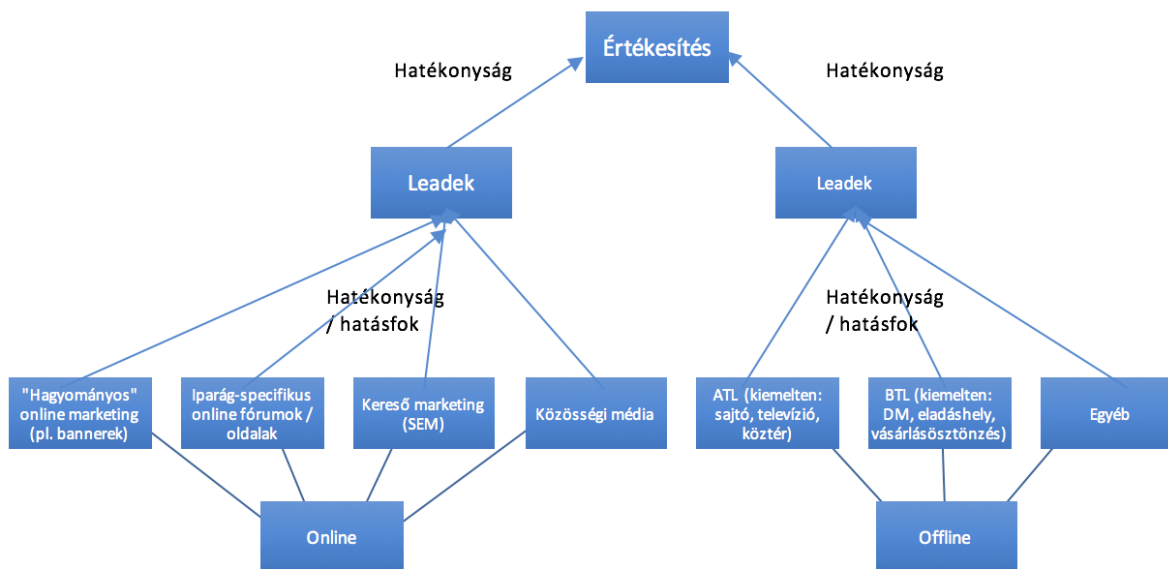 Értékesítés
Hatékonyság
Hatékonyság
Leadek
Leadek
Hatékonyság
/ hatásfok
Hatékonyság
/ hatásfok
"Hagyományos"
online marketing
(pl. bannerek)
Iparág-specifikus
online fórumok /
oldalak
Kereső marketing
(SEM)
Közösségi média
ATL (kiemelten:
sajtó, televízió,
köztér)
BTL (kiemelten:
DM, eladáshely,
vásárlásösztönzés)
Egyéb
Online
Offline